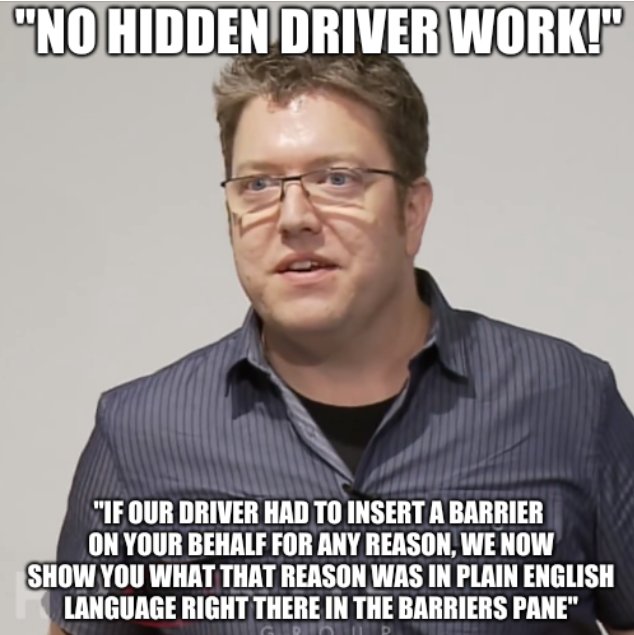 "NO HIDDEN DRIVER WORK!"
"IF OUR DRIVER HAD TO INSERT A BARRIER
ON YOUR BEHALF FOR ANY REASON, WE NOW
SHOW YOU WHAT THAT REASON WAS IN PLAIN ENGLISH
LANGUAGE RIGHT THERE IN THE BARRIERS PANE"
GROUP